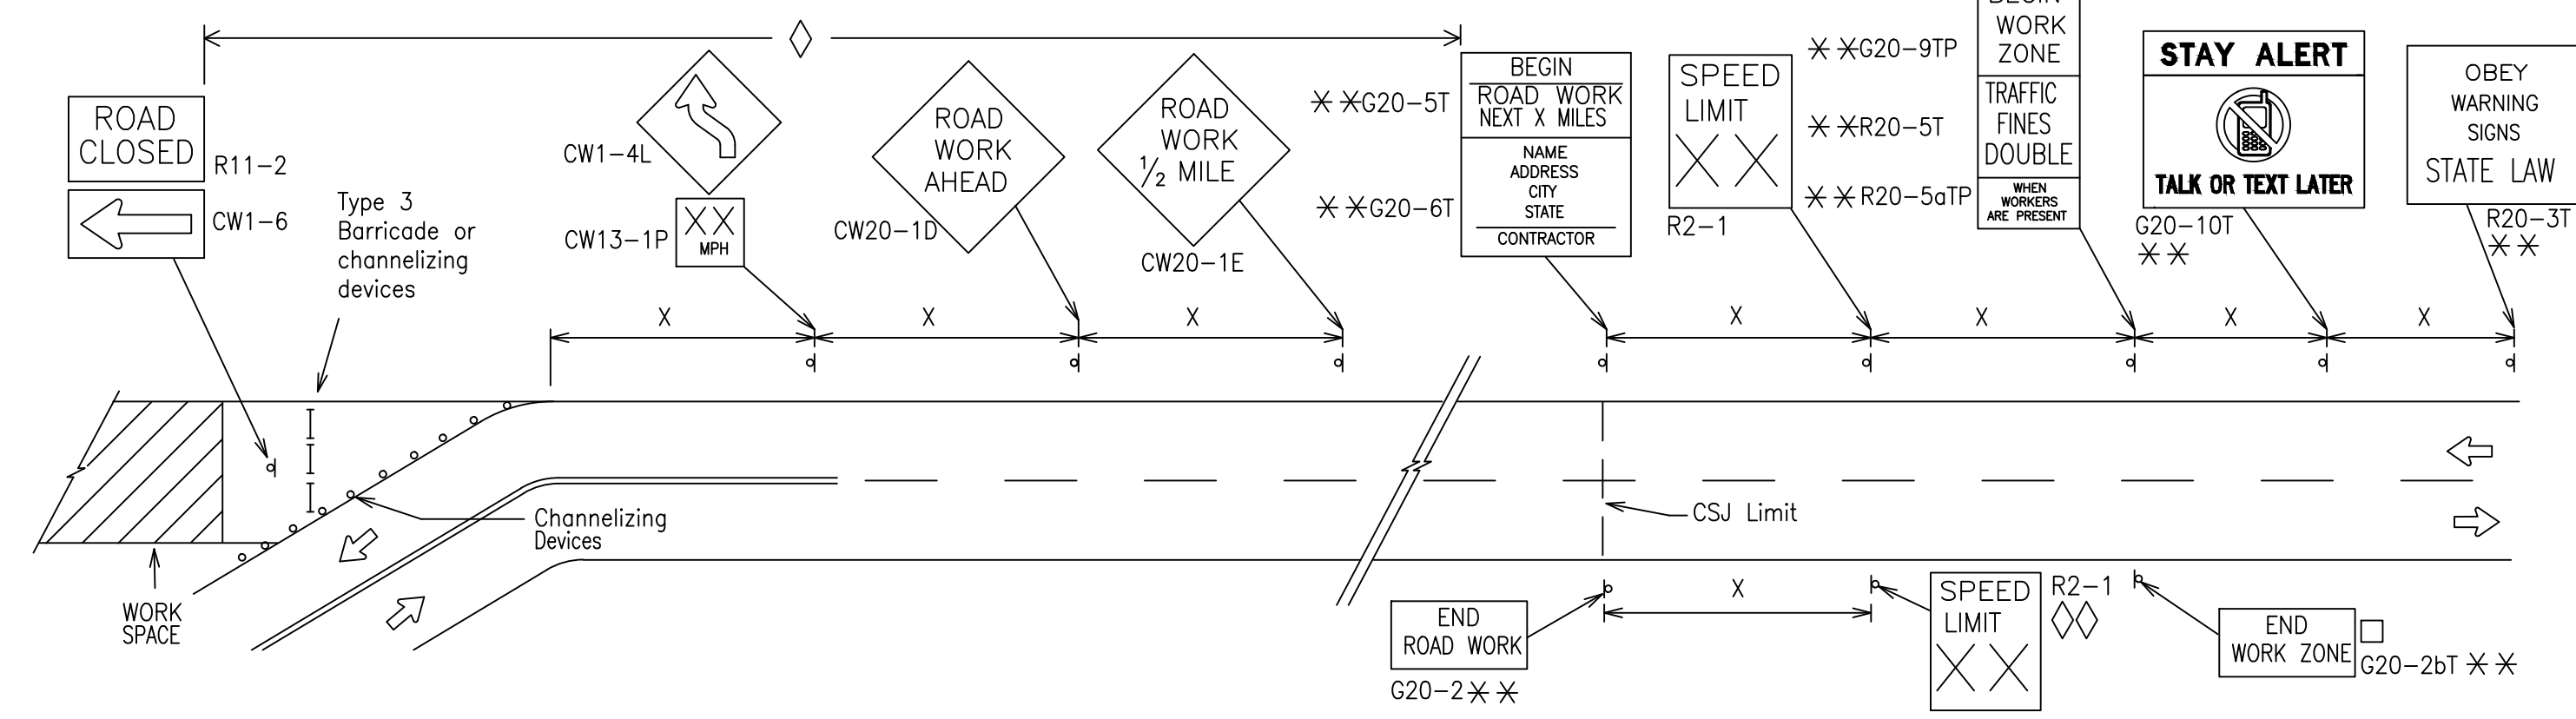 ROAD
CLOSED
R11-2
CW1-6
Type 3
Barricade or
channelizing
devices
CW1-4L
CW13-1P
XX
MPH
ROAD
WORK
AHEAD
CW20-1D
ROAD
WORK
1/2 MILE
CW20-1E
**G20-5T
**G20-6T
BEGIN
ROAD WORK
NEXT X MILES
NAME
ADDRESS
CITY
STATE
CONTRACTOR
SPEED
LIMIT
XX
R2-1
**G20-9TP
**R20-5T
**R20-5aTP
BEGIN
WORK
ZONE
TRAFFIC
FINES
DOUBLE
WHEN
WORKERS
ARE PRESENT
STAY ALERT
TALK OR TEXT LATER
G20-10T
**
OBEY
WARNING
SIGNS
STATE LAW
R20-3T
**
X
X
X
X
X
X
X
Channelizing
Devices
WORK
SPACE
CSJ Limit
END
ROAD WORK
G20-2**
X
SPEED
LIMIT
XX
R2-1
END
WORK ZONE
G20-2bT **